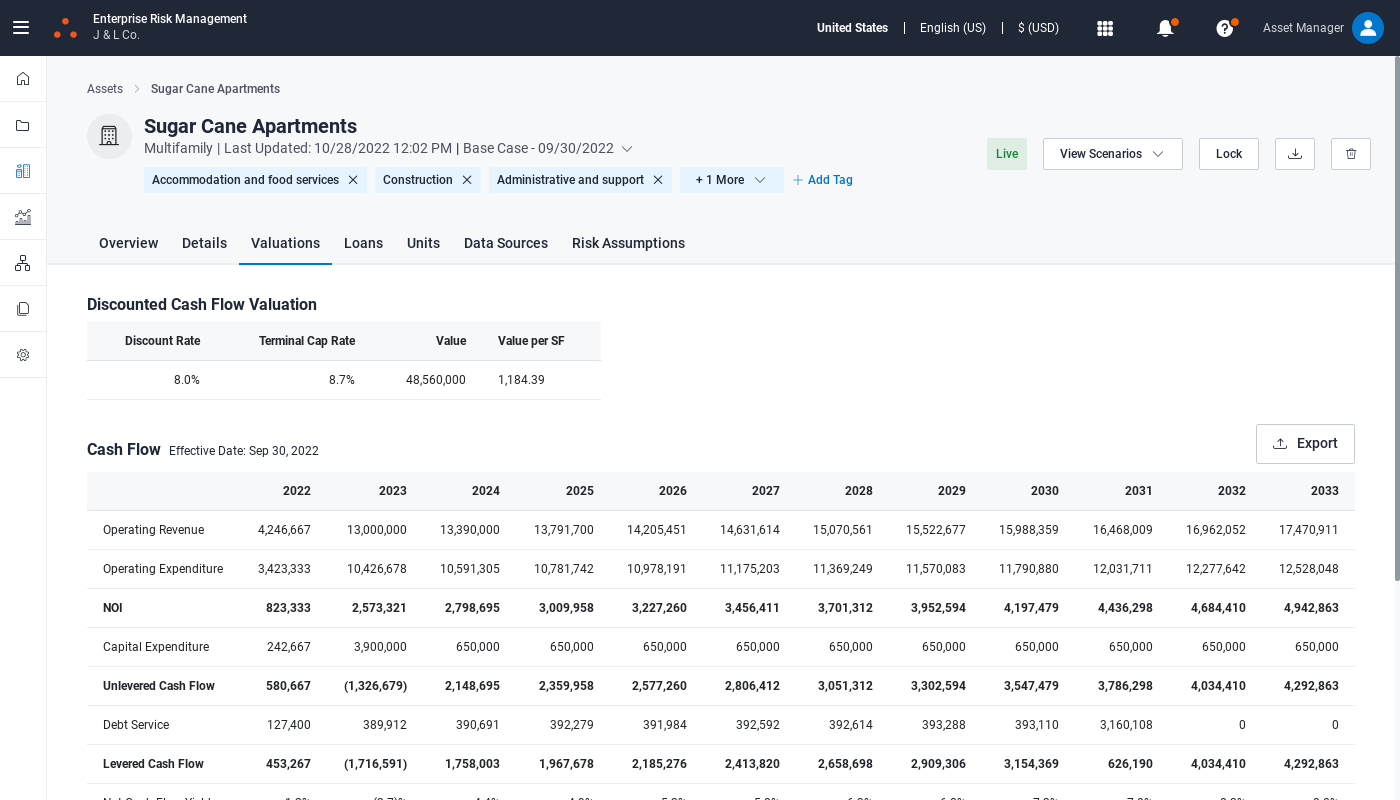 Enterprise Risk Management
J & L Co.
United States | English (US) | $ (USD)
Asset Manager
Assets > Sugar Cane Apartments
Sugar Cane Apartments
Multifamily | Last Updated: 10/28/2022 12:02 PM | Base Case - 09/30/2022
Live View Scenarios Lock
Accommodation and food services Construction Administrative and support + 1 More + Add Tag
Overview Details Valuations Loans Units Data Sources Risk Assumptions
Discounted Cash Flow Valuation
Discount Rate Terminal Cap Rate Value Value per SF
8.0% 8.7% 48,560,000 1,184.39
Cash Flow Effective Date: Sep 30, 2022 Export
2022 2023 2024 2025 2026 2027 2028 2029 2030 2031 2032 2033
Operating Revenue 4,246,667 13,000,000 13,390,000 13,791,700 14,205,451 14,631,614 15,070,561 15,522,677 15,988,359 16,468,009 16,962,052 17,470,911
Operating Expenditure 3,423,333 10,426,678 10,591,305 10,781,742 10,978,191 11,175,203 11,369,249 11,570,083 11,790,880 12,031,711 12,277,642 12,528,048
NOI 823,333 2,573,321 2,798,695 3,009,958 3,227,260 3,456,411 3,701,312 3,952,594 4,197,479 4,436,298 4,684,410 4,942,863
Capital Expenditure 242,667 3,900,000 650,000 650,000 650,000 650,000 650,000 650,000 650,000 650,000 650,000 650,000
Unlevered Cash Flow 580,667 (1,326,679) 2,148,695 2,359,958 2,577,260 2,806,412 3,051,312 3,302,594 3,547,479 3,786,298 4,034,410 4,292,863
Debt Service 127,400 389,912 390,691 392,279 391,984 392,592 392,614 393,288 393,110 3,160,108 0 0
Levered Cash Flow 453,267 (1,716,591) 1,758,003 1,967,678 2,185,276 2,413,820 2,658,698 2,909,306 3,154,369 626,190 4,034,410 4,292,863